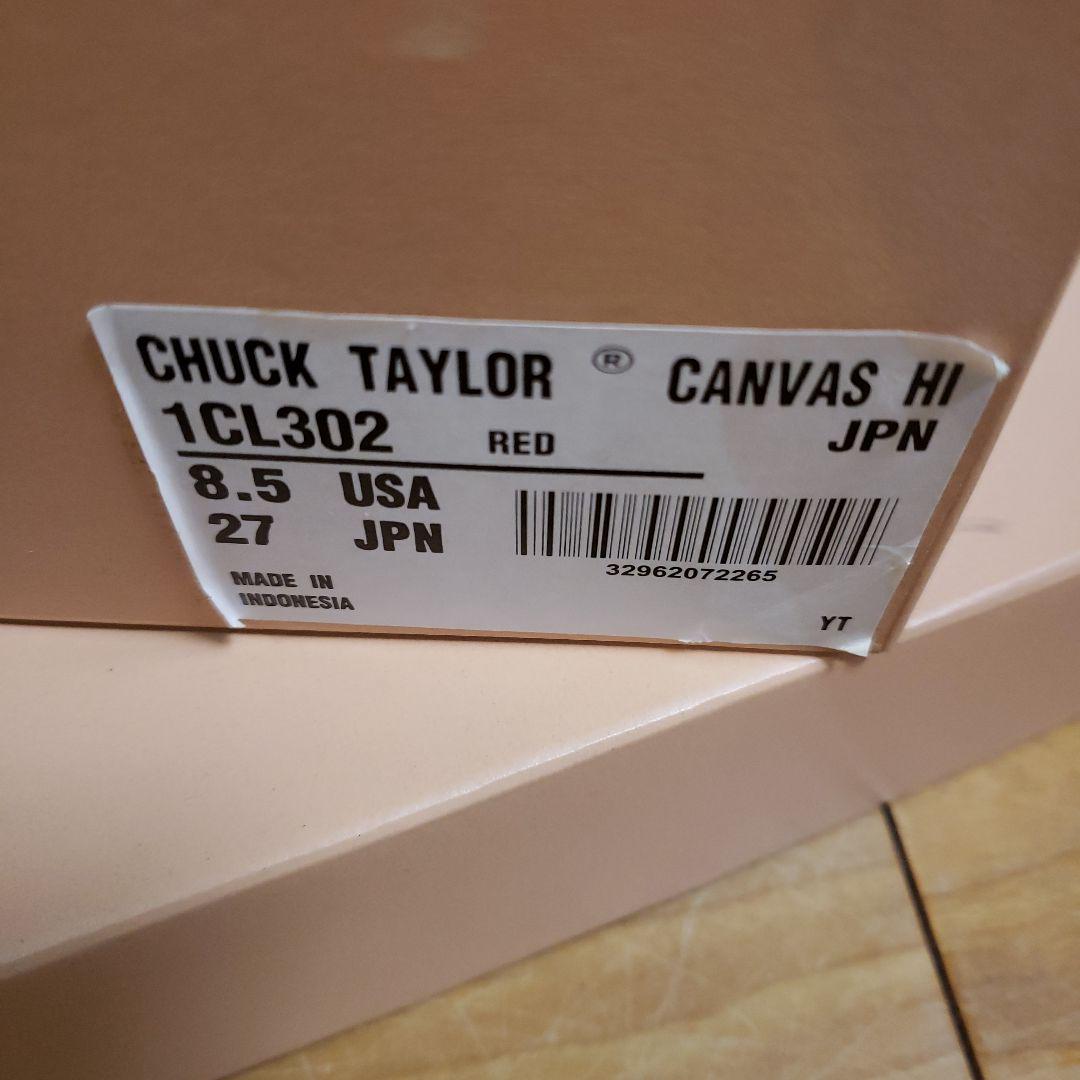 CHUCK TAYLOR ® CANVAS HI
1CL302 RED JPN
8.5 USA
27 JPN
32962072265
MADE IN
INDONESIA
YT